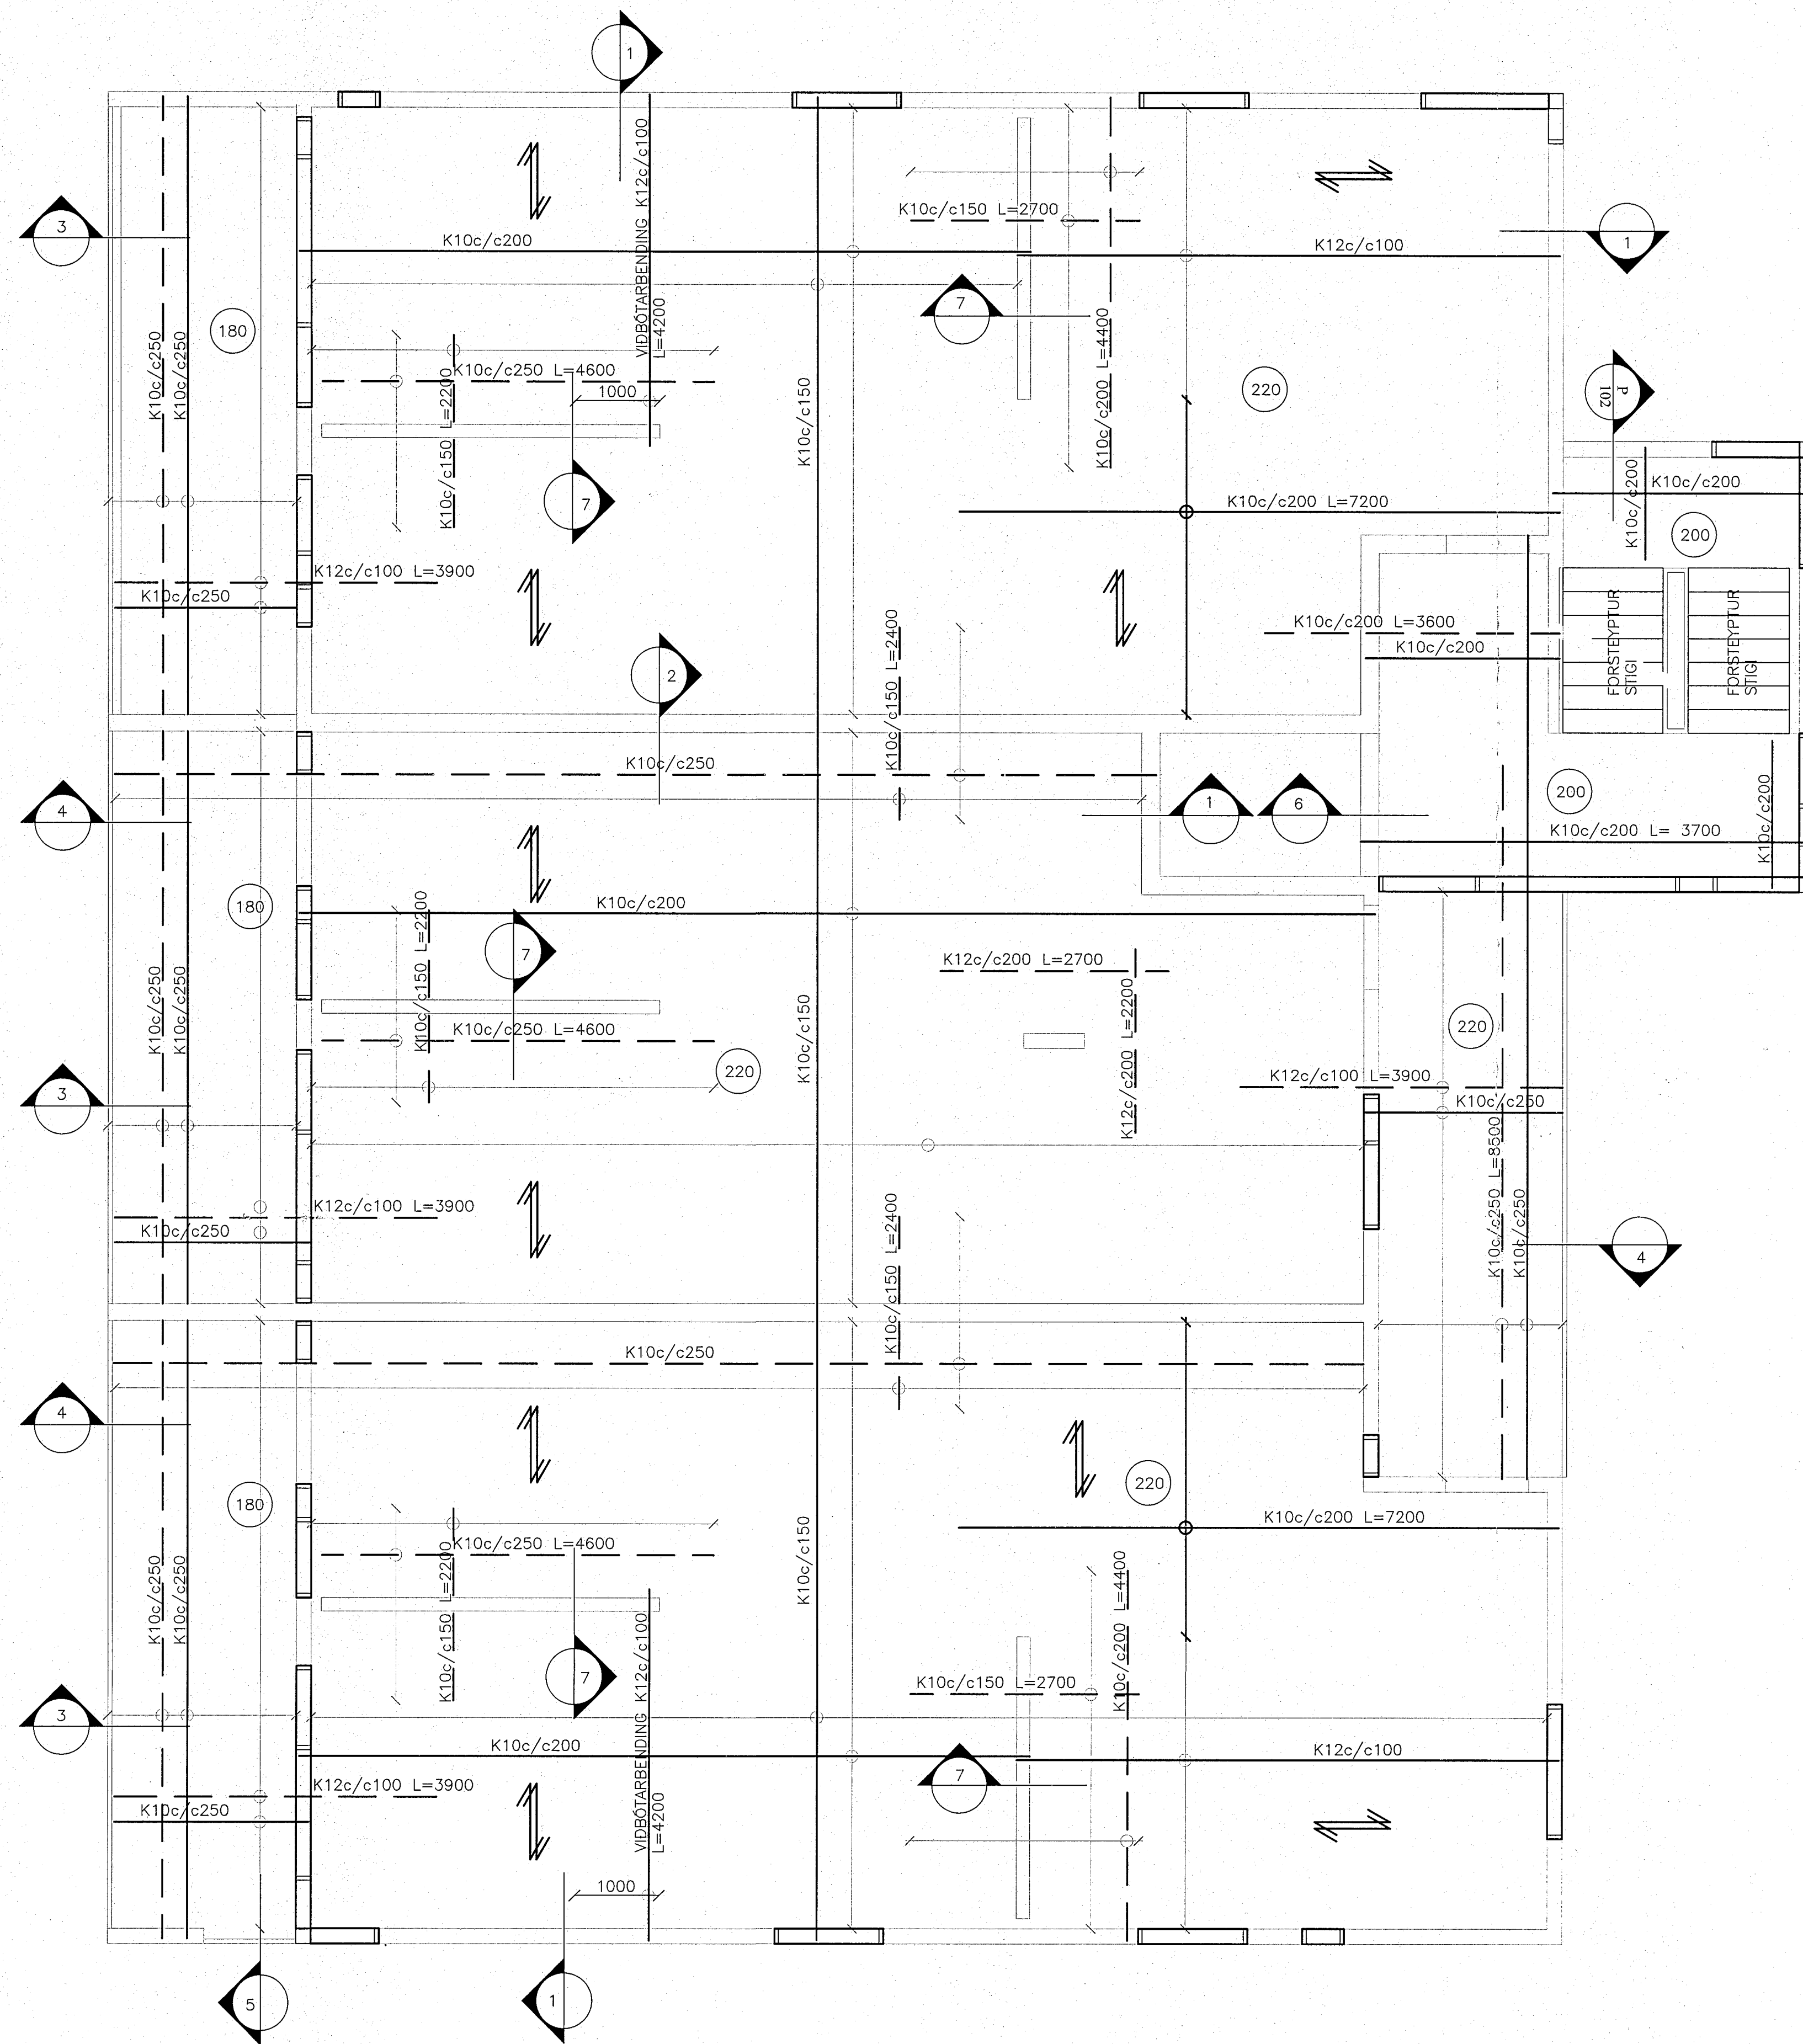 1
VIÐBÓTARBENDING K12c/c100
L=4200
3
K10c/c200
K10c/c150 L=2700
K12c/c100
1
7
180
K10c/c250
K10c/c250
K10c/c250 L=4600
K10c/c150 L=2200
1000
K10c/c150
K10c/c200 L=4400
220
P
102
7
K10c/c200 L=7200
K10c/c200
K10c/c200
200
K12c/c100 L=3900
K10c/c250
K10c/c200 L=3600
K10c/c200
FORSTEYPTUR
STIGI
FORSTEYPTUR
STIGI
2
K10c/c150 L=2400
K10c/c250
4
1
6
200
K10c/c200 L= 3700
K10c/c200
180
K10c/c200
K10c/c150 L=2200
7
K12c/c200 L=2700
K12c/c200 L=2200
K10c/c250
K10c/c250
K10c/c250 L=4600
220
K10c/c150
220
3
K12c/c100 L=3900
K10c/c250
K10c/c250 L=8500
K10c/c250
K12c/c100 L=3900
K10c/c250
4
K10c/c150 L=2400
K10c/c250
4
180
220
K10c/c250
K10c/c250
K10c/c250 L=4600
K10c/c150 L=2200
K10c/c150
K10c/c200 L=7200
K10c/c200 L=4400
7
VIÐBÓTARBENDING K12c/c100
L=4200
K10c/c150 L=2700
3
K10c/c200
K12c/c100
7
K12c/c100 L=3900
K10c/c250
1000
5
1